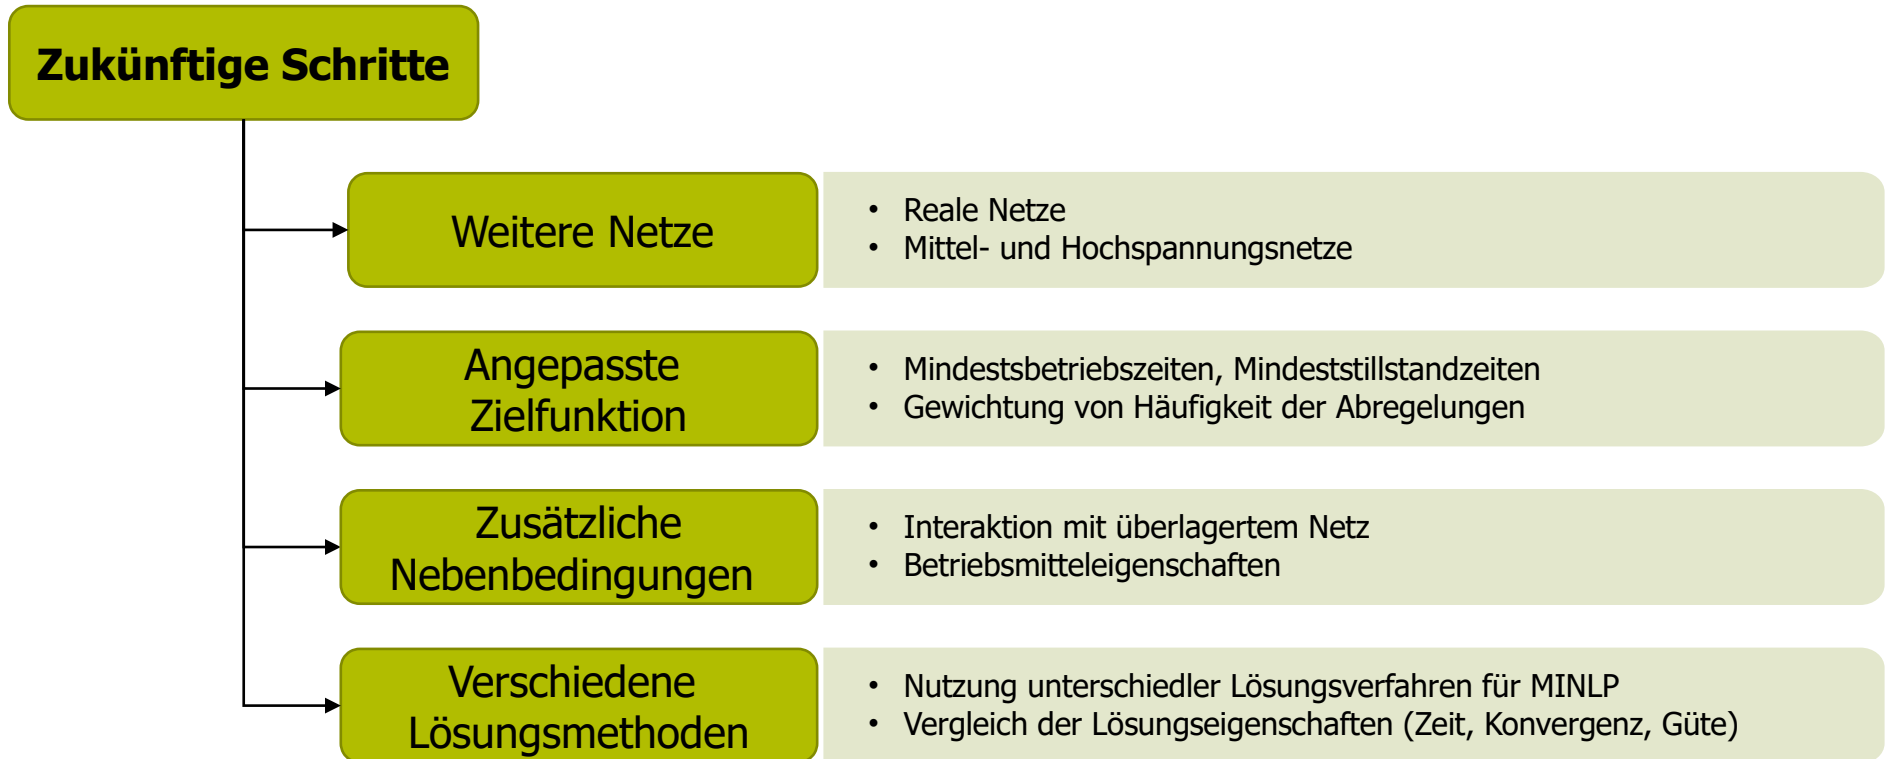 Zukünftige Schritte
Weitere Netze
• Reale Netze
• Mittel- und Hochspannungsnetze
Angepasste
Zielfunktion
• Mindestsbetriebszeiten, Mindeststillstandzeiten
• Gewichtung von Häufigkeit der Abregelungen
Zusätzliche
Nebenbedingungen
• Interaktion mit überlagertem Netz
• Betriebsmitteleigenschaften
Verschiedene
Lösungsmethoden
• Nutzung unterschiedler Lösungsverfahren für MINLP
• Vergleich der Lösungseigenschaften (Zeit, Konvergenz, Güte)